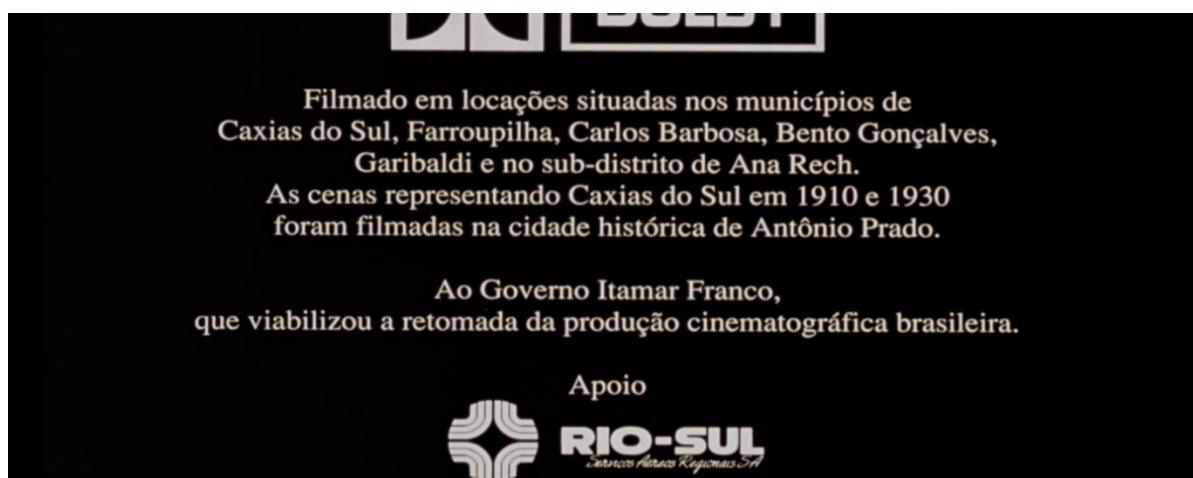 DOLBY
Filmado em locações situadas nos municípios de
Caxias do Sul, Farroupilha, Carlos Barbosa, Bento Gonçalves,
Garibaldi e no sub-distrito de Ana Rech.
As cenas representando Caxias do Sul em 1910 e 1930
foram filmadas na cidade histórica de Antônio Prado.
Ao Governo Itamar Franco,
que viabilizou a retomada da produção cinematográfica brasileira.
Apoio
RIO-SUL
Serviços Aéreos Regionais SA